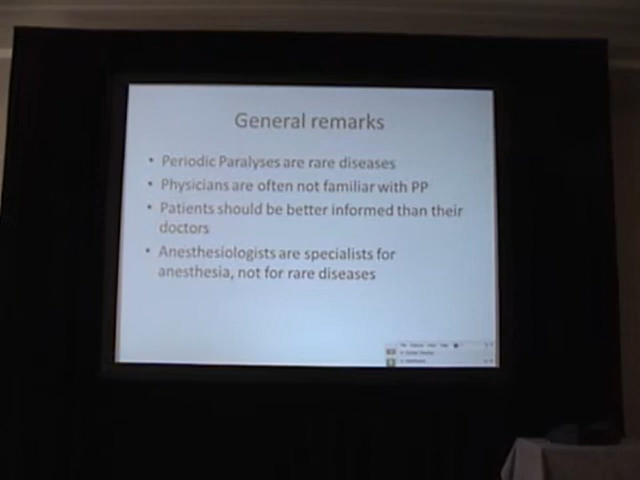 General remarks
• Periodic Paralyses are rare diseases
• Physicians are often not familiar with PP
• Patients should be better informed than their
doctors
• Anesthesiologists are specialists for
anesthesia, not for rare diseases